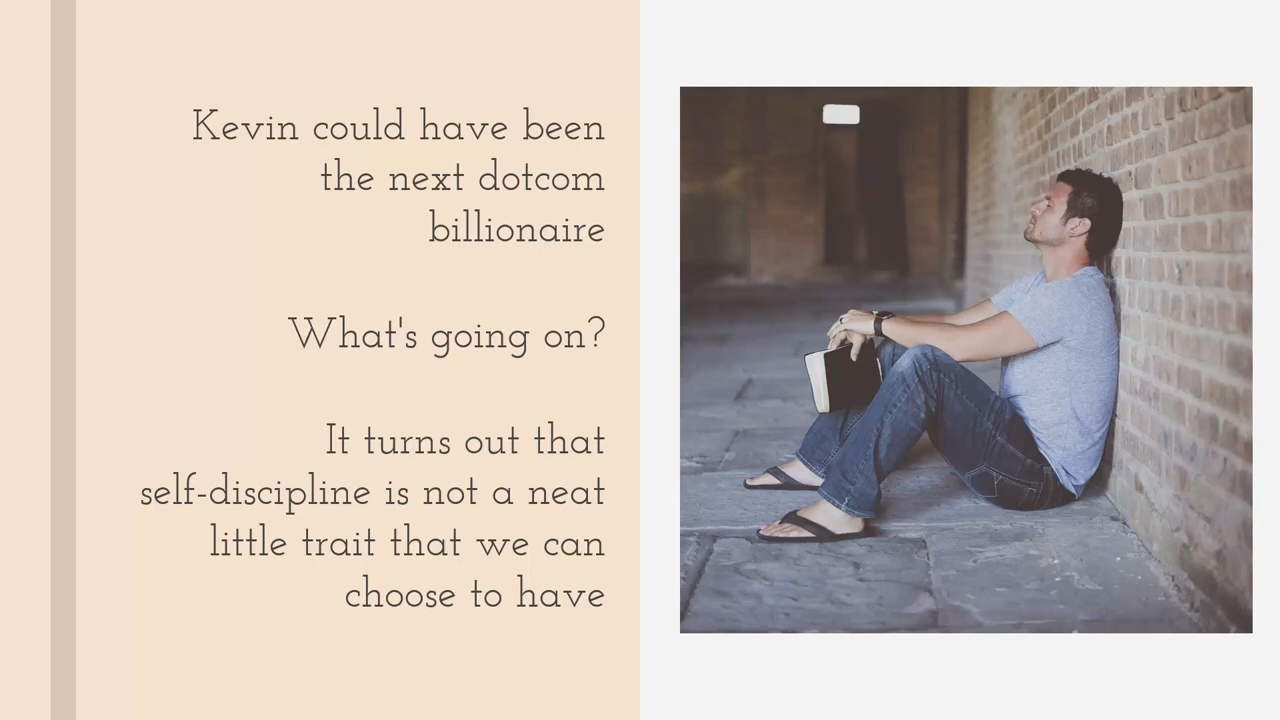 Kevin could have been
the next dotcom
billionaire
What's going on?
It turns out that
self-discipline is not a neat
little trait that we can
choose to have